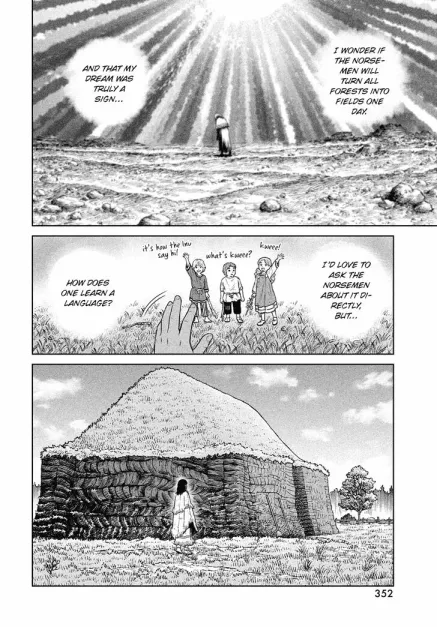 I WONDER IF
THE NORSE-
MEN WILL
TURN ALL
FORESTS INTO
FIELDS ONE
DAY.
AND THAT MY
DREAM WAS
TRULY A
SIGN...
I'D LOVE TO
ASK THE
NORSEMEN
ABOUT IT DI-
RECTLY,
BUT...
kweee!
what's kweee?
it's how the lnu
say hi!
HOW DOES
ONE LEARN A
LANGUAGE?
352